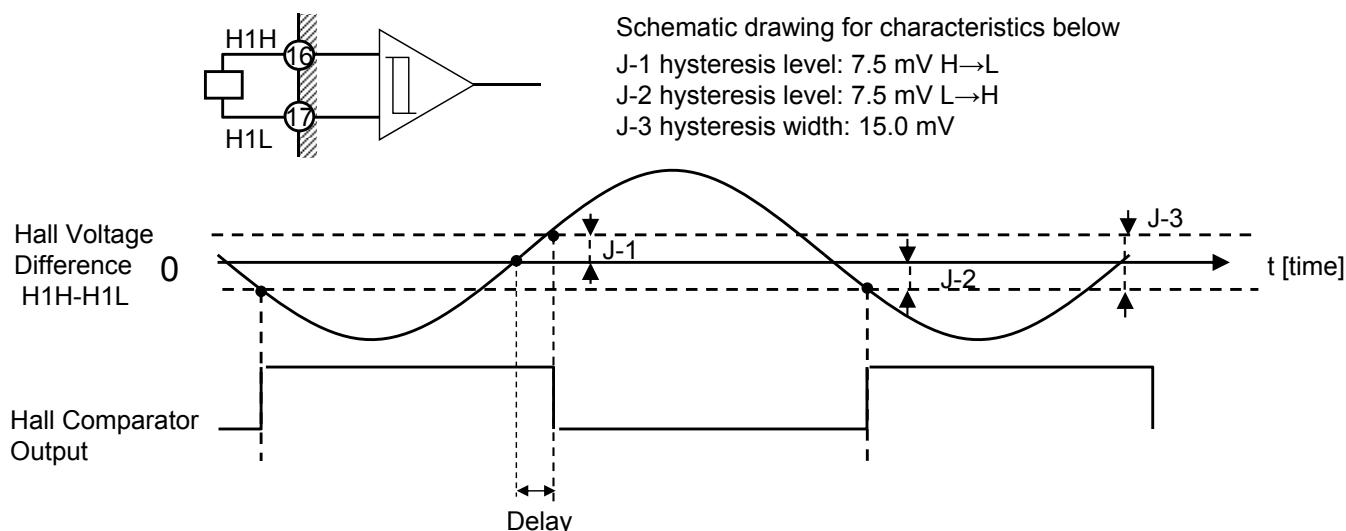 H1H
16
17
H1L
Schematic drawing for characteristics below
J-1 hysteresis level: 7.5 mV H→L
J-2 hysteresis level: 7.5 mV L→H
J-3 hysteresis width: 15.0 mV
Hall Voltage
Difference
H1H-H1L
0
J-1
J-2
J-3
t [time]
Hall Comparator
Output
Delay